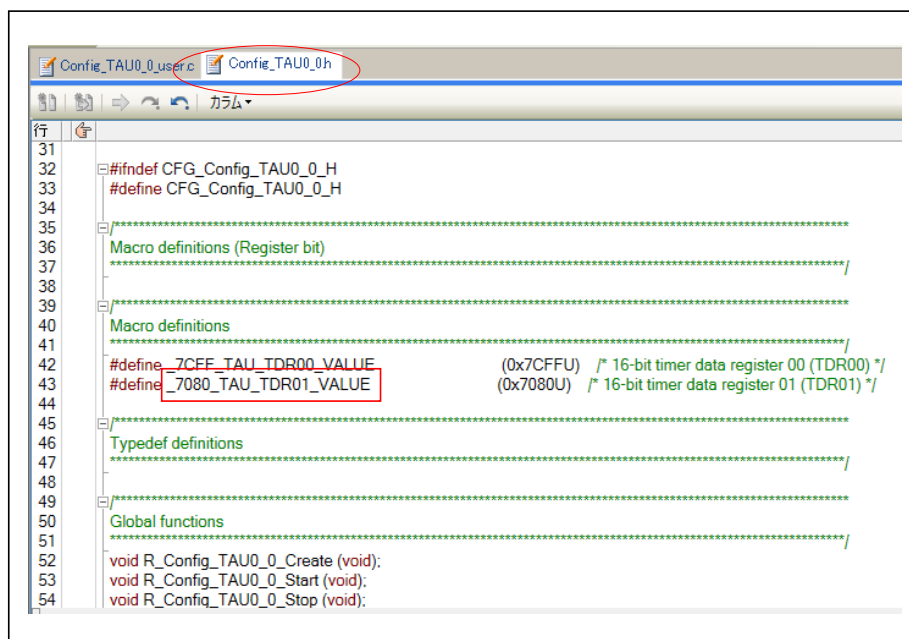 Config_TAU0_0_user.c Config_TAU0_0.h
カラム
行
31
32 #ifndef CFG_Config_TAU0_0_H
33 #define CFG_Config_TAU0_0_H
34
35 /***********************************************************************************************************************
36 Macro definitions (Register bit)
37 ***********************************************************************************************************************/
38
39 /***********************************************************************************************************************
40 Macro definitions
41 ***********************************************************************************************************************/
42 #define _7CFF_TAU_TDR00_VALUE (0x7CFFU) /* 16-bit timer data register 00 (TDR00) */
43 #define _7080_TAU_TDR01_VALUE (0x7080U) /* 16-bit timer data register 01 (TDR01) */
44
45 /***********************************************************************************************************************
46 Typedef definitions
47 ***********************************************************************************************************************/
48
49 /***********************************************************************************************************************
50 Global functions
51 ***********************************************************************************************************************/
52 void R_Config_TAU0_0_Create (void);
53 void R_Config_TAU0_0_Start (void);
54 void R_Config_TAU0_0_Stop (void);